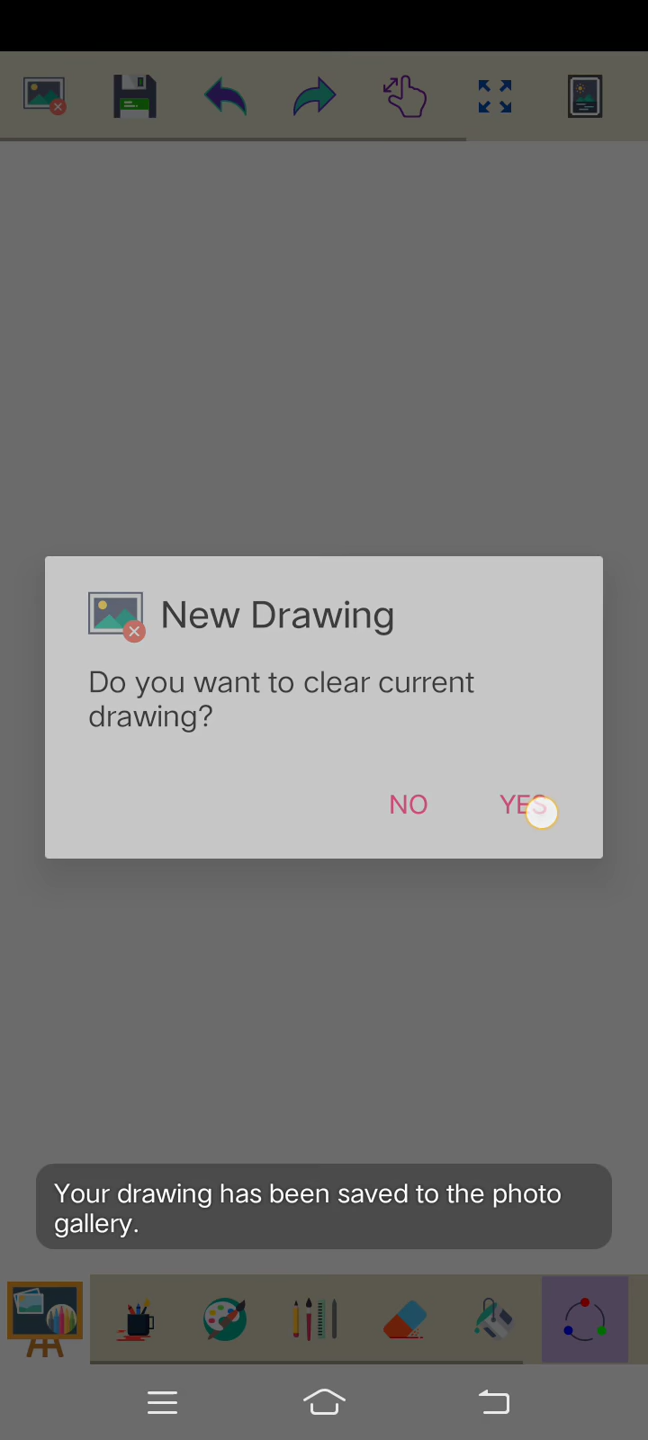 New Drawing
Do you want to clear current
drawing?
NO YES
Your drawing has been saved to the photo
gallery.